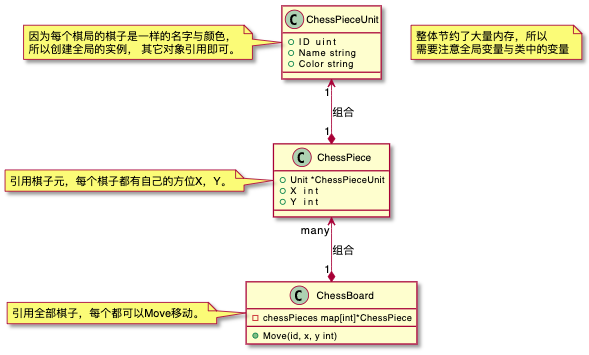 因为每个棋局的棋子是一样的名字与颜色，
所以创建全局的实例， 其它对象引用即可。
ChessPieceUnit
ID uint
Name string
Color string
整体节约了大量内存，所以
需要注意全局变量与类中的变量
1
组合
1
引用棋子元，每个棋子都有自己的方位X，Y。
C ChessPiece
Unit *ChessPieceUnit
X int
Y int
many
组合
1
引用全部棋子，每个都可以Move移动。
C ChessBoard
chessPieces map[int]*ChessPiece
Move(id, x, y int)